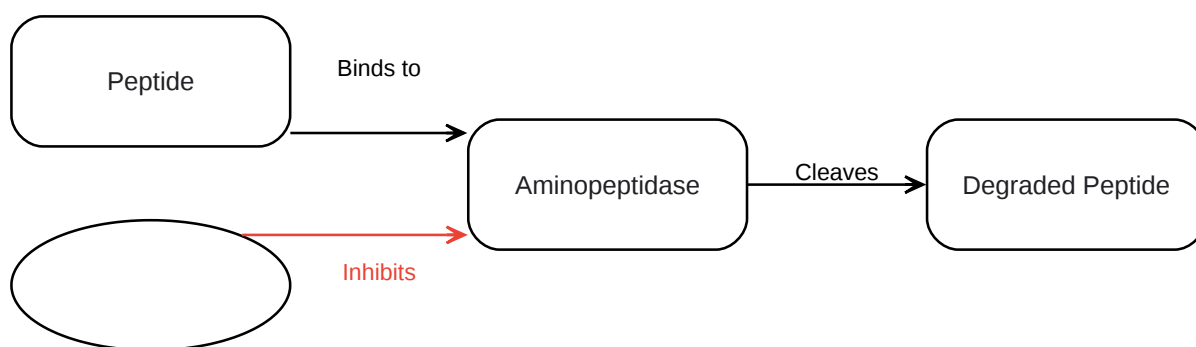 Peptide
Binds to
Aminopeptidase
Cleaves
Degraded Peptide
Inhibits